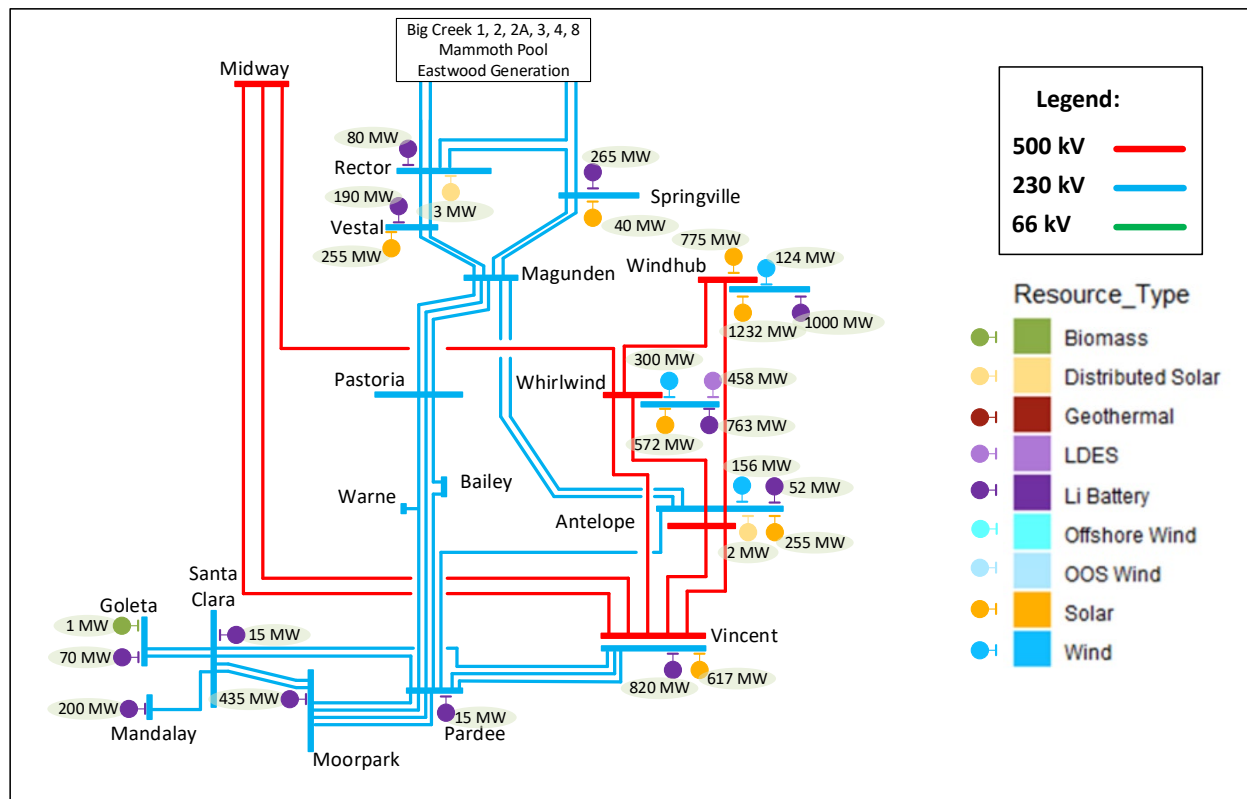 Big Creek 1, 2, 2A, 3, 4, 8
Mammoth Pool
Eastwood Generation
Midway
Legend:
500 kV
230 kV
66 kV
80 MW
Rector
3 MW
265 MW
Springville
40 MW
190 MW
Vestal
255 MW
Magunden
775 MW
Windhub
124 MW
1232 MW
1000 MW
Resource_Type
Biomass
Distributed Solar
Geothermal
LDES
Li Battery
Offshore Wind
OOS Wind
Solar
Wind
Pastoria
300 MW
Whirlwind
458 MW
572 MW
763 MW
Bailey
Warne
156 MW
52 MW
Antelope
2 MW
255 MW
Santa
Clara
Goleta
1 MW
15 MW
70 MW
Vincent
820 MW
617 MW
200 MW
435 MW
Mandalay
15 MW
Pardee
Moorpark